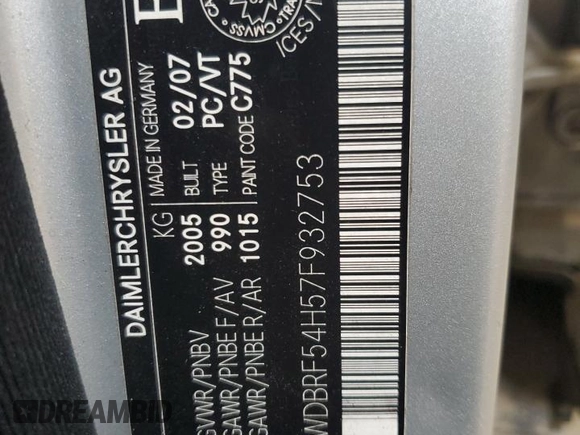 DAIMLERCHRYSLER AG
MADE IN GERMANY
KG BUILT 02/07
GVWR/PNBV 2005 TYPE PC/VT
GAWR/PNBE F/AV 990 PAINT CODE C775
GAWR/PNBE R/AR 1015
WDBRF54H57F932753
CMVSS
DREAMBID